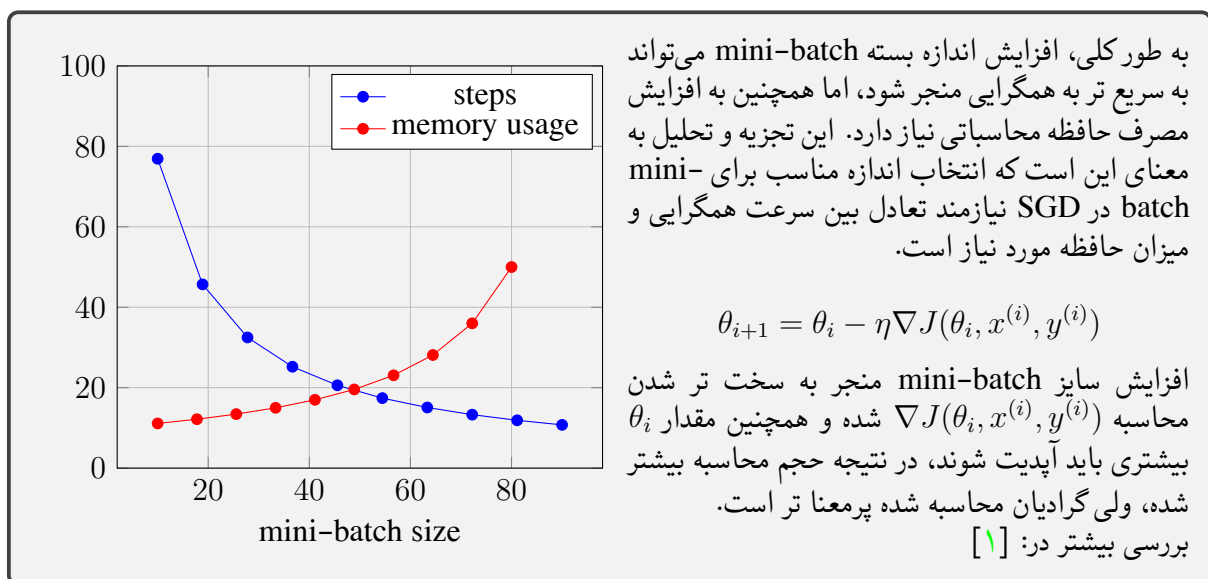 به طور کلی، افزایش اندازه بسته mini-batch می‌تواند
به سریع تر به همگرایی منجر شود، اما همچنین به افزایش
مصرف حافظه محاسباتی نیاز دارد. این تجزیه و تحلیل به
معنای این است که انتخاب اندازه مناسب برای mini-
batch در SGD نیازمند تعادل بین سرعت همگرایی و
میزان حافظه مورد نیاز است.
θ_{i+1} = θ_i − η∇J(θ_i, x^{(i)}, y^{(i)})
افزایش سایز mini-batch منجر به سخت تر شدن
محاسبه ∇J(θ_i, x^{(i)}, y^{(i)}) شده و همچنین مقدار θ_i
بیشتری باید آپدیت شوند، در نتیجه حجم محاسبه بیشتر
شده، ولی گرادیان محاسبه شده پرمعنا تر است.
بررسی بیشتر در: [۱]
steps
memory usage
100
80
60
40
20
0
20 40 60 80
mini-batch size